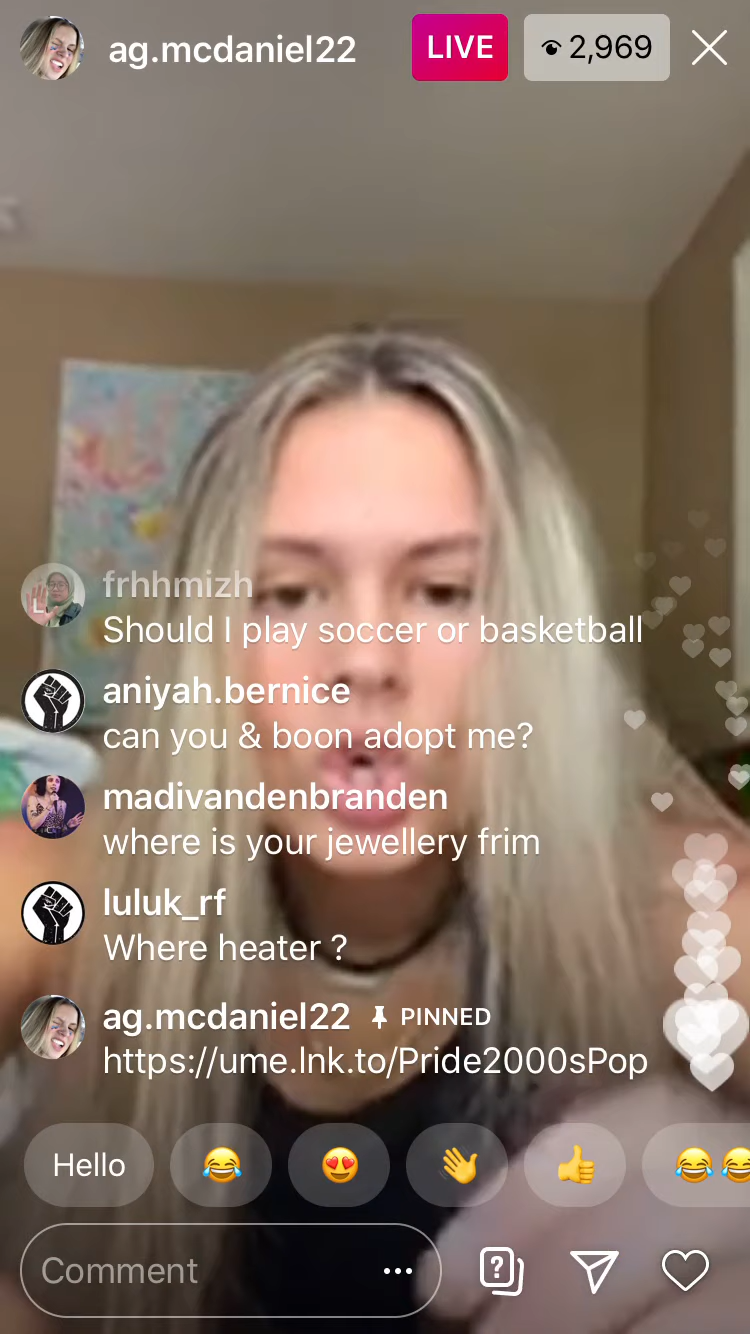 ag.mcdaniel22 LIVE 2,969
frhhmizh
Should I play soccer or basketball
aniyah.bernice
can you & boon adopt me?
madivandenbranden
where is your jewellery frim
luluk_rf
Where heater ?
ag.mcdaniel22 PINNED
https://ume.lnk.to/Pride2000sPop
Hello
Comment